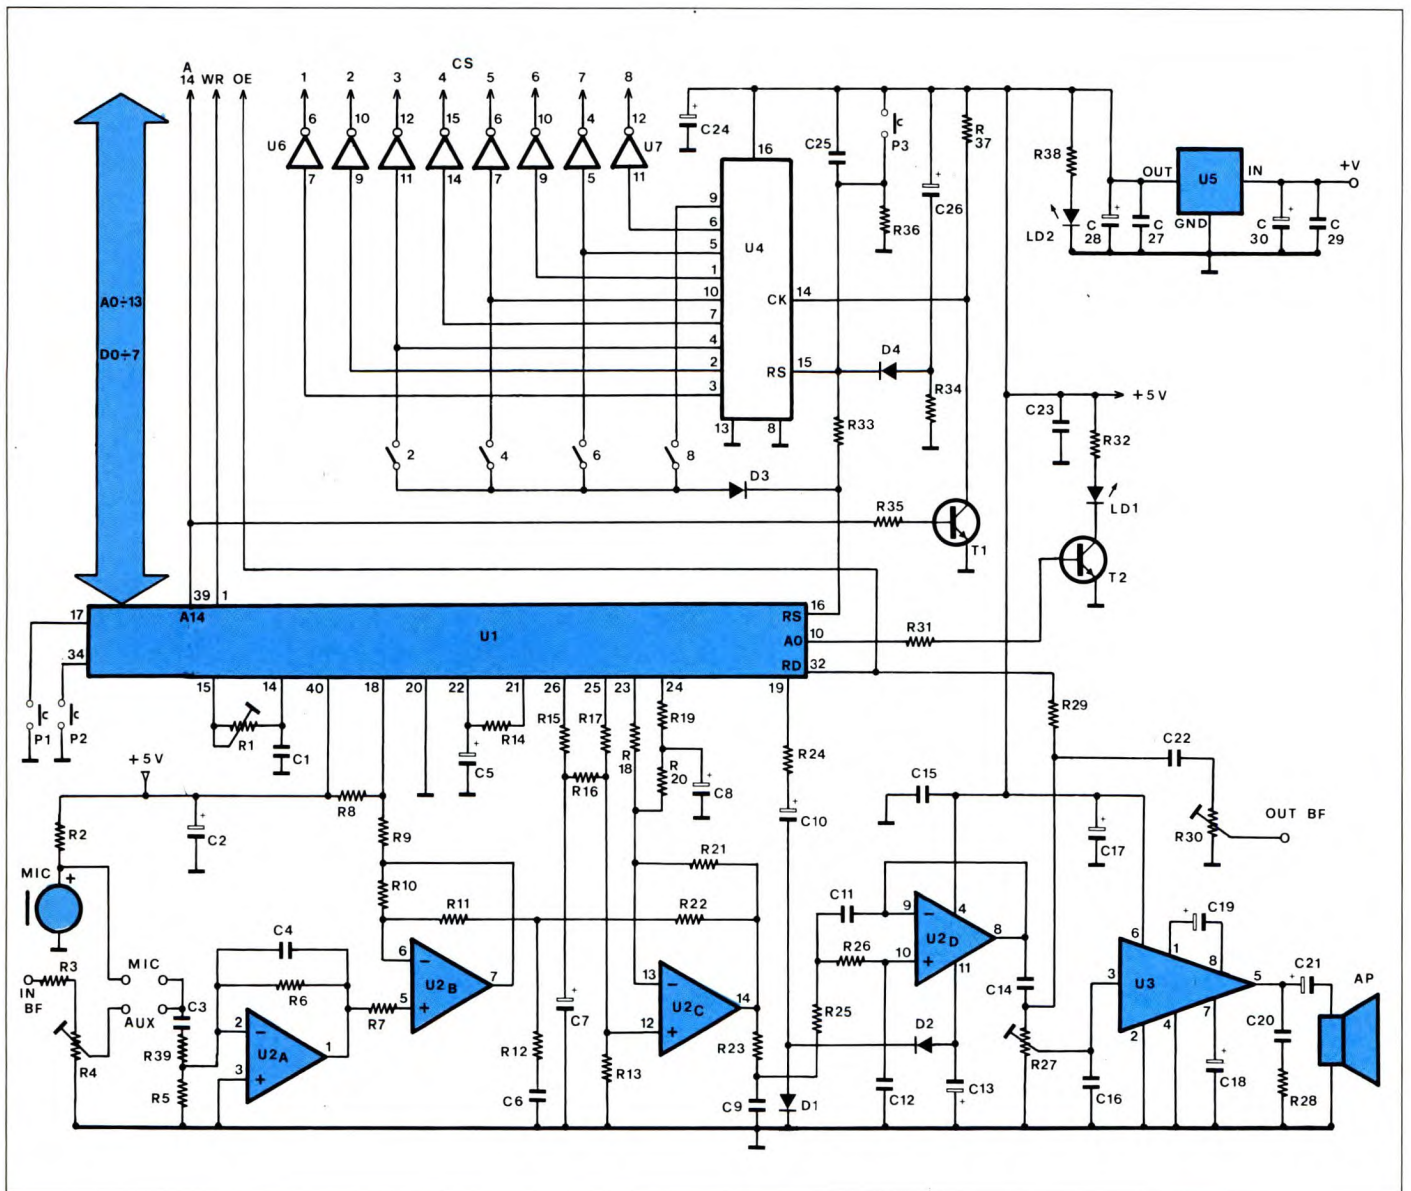 A
14 WR OE
CS
1 2 3 4 5 6 7 8
6 10 12 15 6 10 4 12
U6
U7
7 9 11 14 7 9 5 11
C24
16
C25
P3
C26
R
37
R36
9
6
5
1
10
7
4
2
3
U4
CK 14
RS 15
13 8
D4
R34
R33
2 4 6 8
D3
R35
T1
R38
LD2
C
28
C
27
OUT U5 IN
GND
C
30
C
29
+V
+5V
C23
R32
LD1
T2
R31
A0÷13
D0÷7
39 1
A14
U1
RS 16
A0 10
RD 32
17
34
P1 P2
15 14 40 18 20 22 21 26 25 23 24 19
R1
C1
R14
C5
R15
R17
R16
R
18
R19
R
20
C8
R24
C10
R29
C22
R30
OUT BF
+5V
R2
C2
R8
R9
R10
R11
MIC +
R3
IN
BF
R4
MIC
AUX
C3
R39
R5
C4
R6
2
3
U2A
1
R7
6
5
U2B
7
R12
C6
C7
R13
R21
R22
13
12
U2C
14
R23
C9
D1
C15
C11
R26
R25
9
10
U2D
4
8
11
D2
C12
C13
C14
C17
R27
C16
3
6
1
U3
8
5
2
4
7
C19
C18
C21
C20
R28
AP